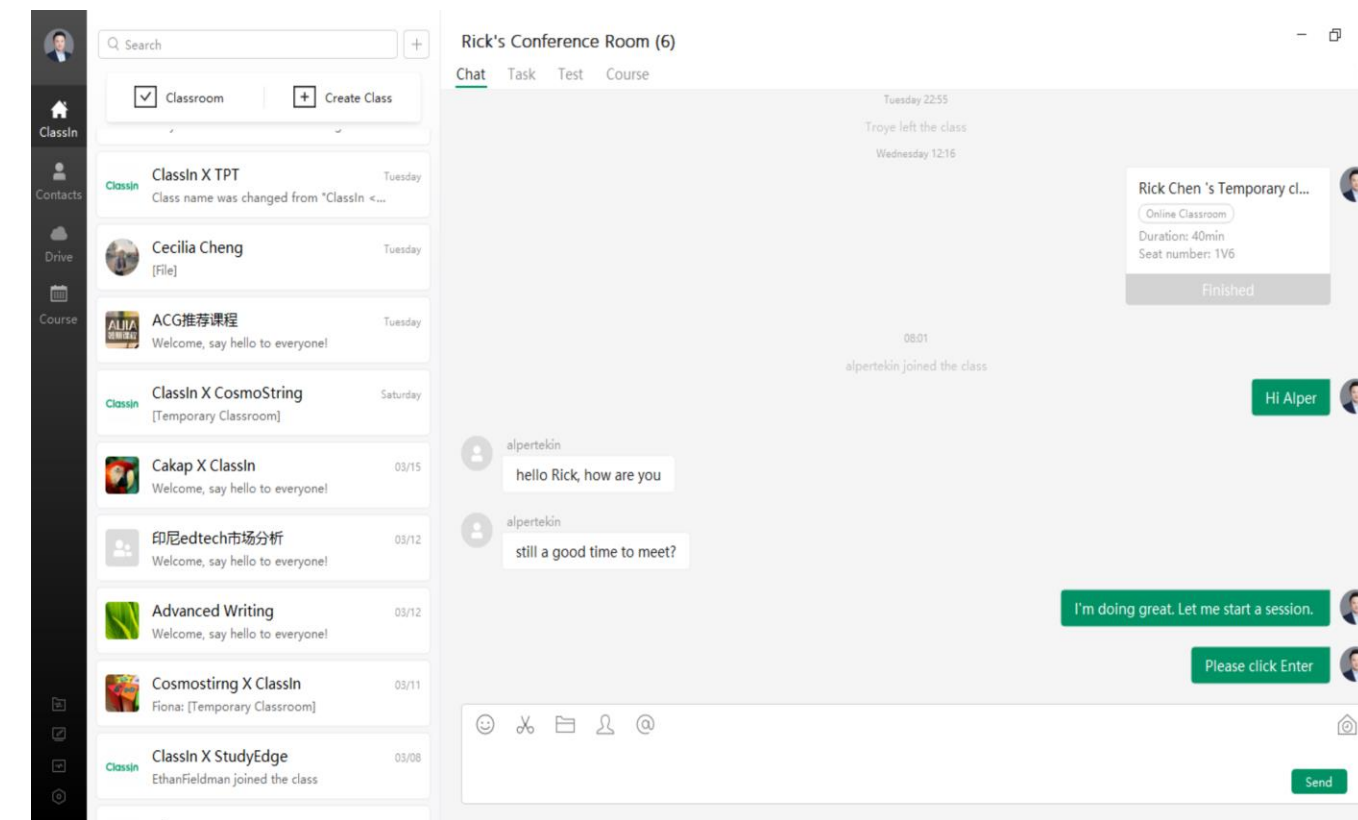 Search
Classroom
Create Class
ClassIn
Contacts
Drive
Course
ClassIn
ClassIn X TPT
Tuesday
Class name was changed from "ClassIn <...
Cecilia Cheng
Tuesday
[File]
ACG推荐课程
Tuesday
Welcome, say hello to everyone!
ClassIn
ClassIn X CosmoString
Saturday
[Temporary Classroom]
Cakap X ClassIn
03/15
Welcome, say hello to everyone!
印尼edtech市场分析
03/12
Welcome, say hello to everyone!
Advanced Writing
03/12
Welcome, say hello to everyone!
Cosmostirng X ClassIn
03/11
Fiona: [Temporary Classroom]
ClassIn
ClassIn X StudyEdge
03/08
EthanFieldman joined the class
Rick's Conference Room (6)
Chat Task Test Course
Tuesday 22:55
Troye left the class
Wednesday 12:16
Rick Chen 's Temporary cl...
Online Classroom
Duration: 40min
Seat number: 1V6
Finished
08:01
alpertekin joined the class
Hi Alper
alpertekin
hello Rick, how are you
alpertekin
still a good time to meet?
I'm doing great. Let me start a session.
Please click Enter
Send